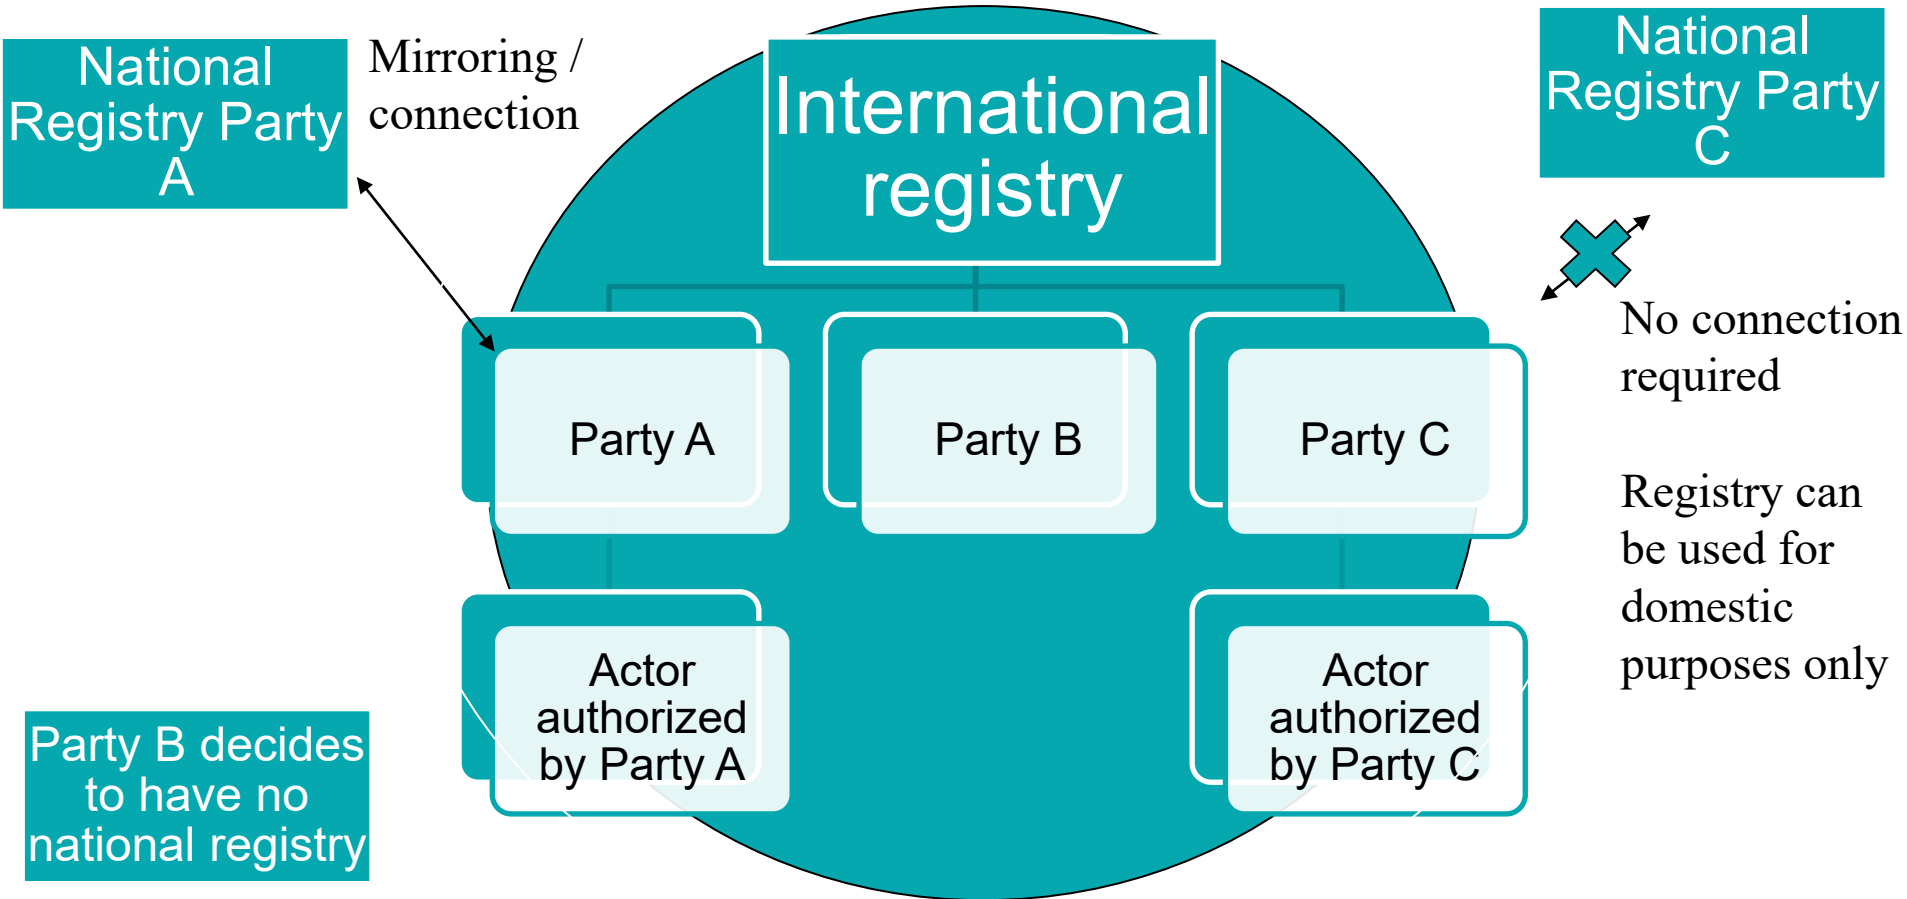 National
Registry Party
A
Mirroring /
connection
International
registry
National
Registry Party
C
No connection
required
Registry can
be used for
domestic
purposes only
Party A
Party B
Party C
Actor
authorized
by Party A
Actor
authorized
by Party C
Party B decides
to have no
national registry